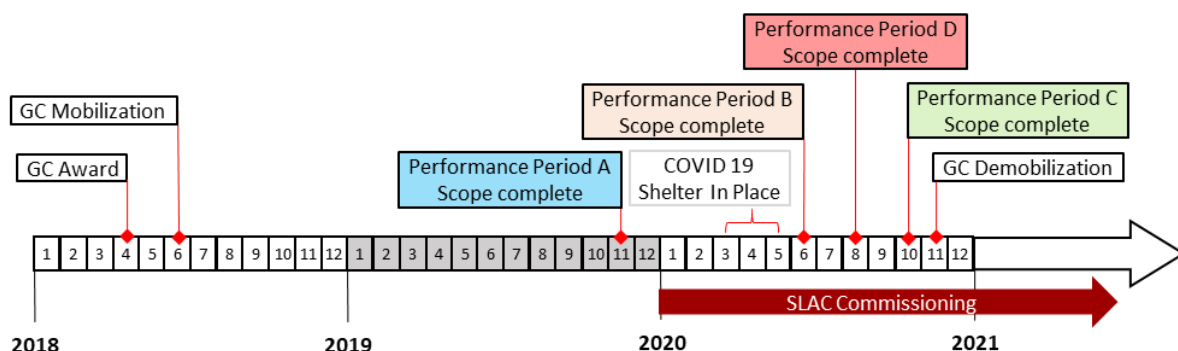 Performance Period D
Scope complete
GC Mobilization
Performance Period B
Scope complete
Performance Period C
Scope complete
GC Award
Performance Period A
Scope complete
COVID 19
Shelter In Place
GC Demobilization
1 2 3 4 5 6 7 8 9 10 11 12 1 2 3 4 5 6 7 8 9 10 11 12 1 2 3 4 5 6 7 8 9 10 11 12
SLAC Commissioning
2018 2019 2020 2021